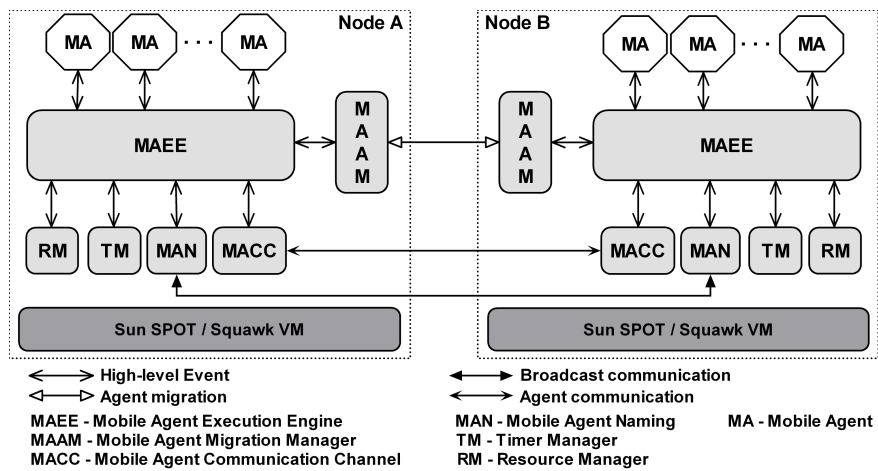 Node A
Node B
MA MA . . . MA
MA MA . . . MA
MAEE
M
A
A
M
M
A
A
M
MAEE
RM TM MAN MACC
MACC MAN TM RM
Sun SPOT / Squawk VM
Sun SPOT / Squawk VM
High-level Event
Agent migration
Broadcast communication
Agent communication
MAEE - Mobile Agent Execution Engine
MAAM - Mobile Agent Migration Manager
MACC - Mobile Agent Communication Channel
MAN - Mobile Agent Naming
TM - Timer Manager
RM - Resource Manager
MA - Mobile Agent